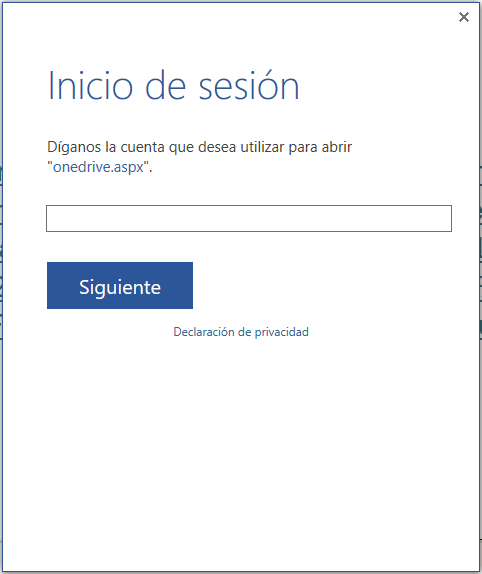 Inicio de sesión
Díganos la cuenta que desea utilizar para abrir
"onedrive.aspx".
Siguiente
Declaración de privacidad